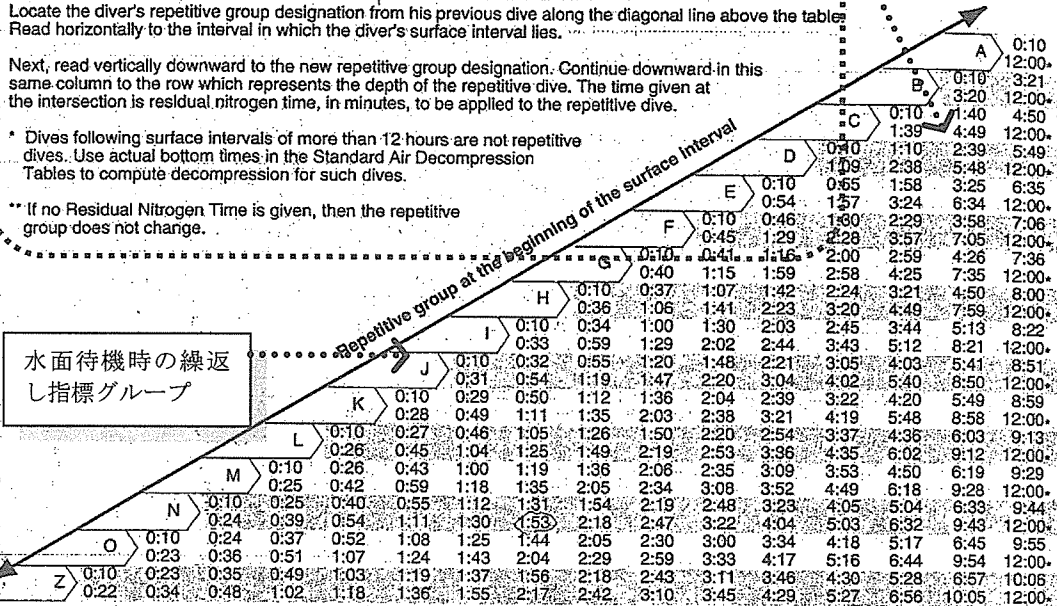 Locate the diver's repetitive group designation from his previous dive along the diagonal line above the table.
Read horizontally to the interval in which the diver's surface interval lies.
Next, read vertically downward to the new repetitive group designation. Continue downward in this
same column to the row which represents the depth of the repetitive dive. The time given at
the intersection is residual nitrogen time, in minutes, to be applied to the repetitive dive.
* Dives following surface intervals of more than 12 hours are not repetitive
dives. Use actual bottom times in the Standard Air Decompression
Tables to compute decompression for such dives.
** If no Residual Nitrogen Time is given, then the repetitive
group does not change.
Repetitive group at the beginning of the surface interval
水面待機時の繰返
し指標グループ
A 0:10
12:00*
B 0:10 3:21
3:20 12:00*
C 0:10 1:40 4:50
1:39 4:49 12:00*
D 0:10 1:10 2:39 5:49
1:09 2:38 5:48 12:00*
E 0:10 0:55 1:58 3:25 6:35
0:54 1:57 3:24 6:34 12:00*
F 0:10 0:46 1:30 2:29 3:58 7:06
0:45 1:29 2:28 3:57 7:05 12:00*
G 0:10 0:41 1:16 2:00 2:59 4:26 7:36
0:40 1:15 1:59 2:58 4:25 7:35 12:00*
H 0:10 0:37 1:07 1:42 2:24 3:21 4:50 8:00
0:36 1:06 1:41 2:23 3:20 4:49 7:59 12:00*
I 0:10 0:34 1:00 1:30 2:03 2:45 3:44 5:13 8:22
0:33 0:59 1:29 2:02 2:44 3:43 5:12 8:21 12:00*
J 0:10 0:32 0:55 1:20 1:48 2:21 3:05 4:03 5:41 8:51
0:31 0:54 1:19 1:47 2:20 3:04 4:02 5:40 8:50 12:00*
K 0:10 0:29 0:50 1:12 1:36 2:04 2:39 3:22 4:20 5:49 8:59
0:28 0:49 1:11 1:35 2:03 2:38 3:21 4:19 5:48 8:58 12:00*
L 0:10 0:27 0:46 1:05 1:26 1:50 2:20 2:54 3:37 4:36 6:03 9:13
0:26 0:45 1:04 1:25 1:49 2:19 2:53 3:36 4:35 6:02 9:12 12:00*
M 0:10 0:26 0:43 1:00 1:19 1:36 2:06 2:35 3:09 3:53 4:50 6:19 9:29
0:25 0:42 0:59 1:18 1:35 2:05 2:34 3:08 3:52 4:49 6:18 9:28 12:00*
N 0:10 0:25 0:40 0:55 1:12 1:31 1:54 2:19 2:48 3:23 4:05 5:04 6:33 9:44
0:24 0:39 0:54 1:11 1:30 1:53 2:18 2:47 3:22 4:04 5:03 6:32 9:43 12:00*
O 0:10 0:24 0:37 0:52 1:08 1:25 1:44 2:05 2:30 3:00 3:34 4:18 5:17 6:45 9:55
0:23 0:36 0:51 1:07 1:24 1:43 2:04 2:29 2:59 3:33 4:17 5:16 6:44 9:54 12:00*
Z 0:10 0:23 0:35 0:49 1:03 1:19 1:37 1:56 2:18 2:43 3:11 3:46 4:30 5:28 6:57 10:06
0:22 0:34 0:48 1:02 1:18 1:36 1:55 2:17 2:42 3:10 3:45 4:29 5:27 6:56 10:05 12:00*